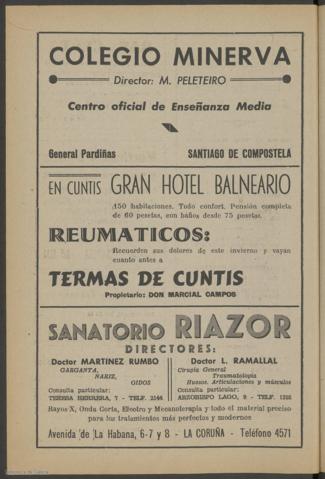 COLEGIO MINERVA
Director: M. PELETEIRO
Centro oficial de Enseñanza Media
General Pardiñas SANTIAGO DE COMPOSTELA
EN CUNTIS GRAN HOTEL BALNEARIO
150 habitaciones. Todo confort. Pensión completa
de 60 pesetas, con baños desde 75 pesetas.
REUMATICOS:
Recuerden sus dolores de este invierno y vayan
cuanto antes a
TERMAS DE CUNTIS
Propietario: DON MARCIAL CAMPOS
SANATORIO RIAZOR
DIRECTORES:
Doctor MARTINEZ RUMBO
GARGANTA,
NARIZ,
OIDOS
Consulta particular:
TERESA HERRERA, 7 - TELF. 2144
Doctor L. RAMALLAL
Cirugía General
Traumatología
Huesos. Articulaciones y músculos
Consulta particular:
ARZOBISPO LAGO, 9 - TELF.
Rayos X, Onda Corta, Electro y Mecanoterapia y todo el material preciso
para los tratamientos más perfectos y modernos
Avenida de La Habana, 6-7 y 8 - LA CORUÑA - Teléfono 4571